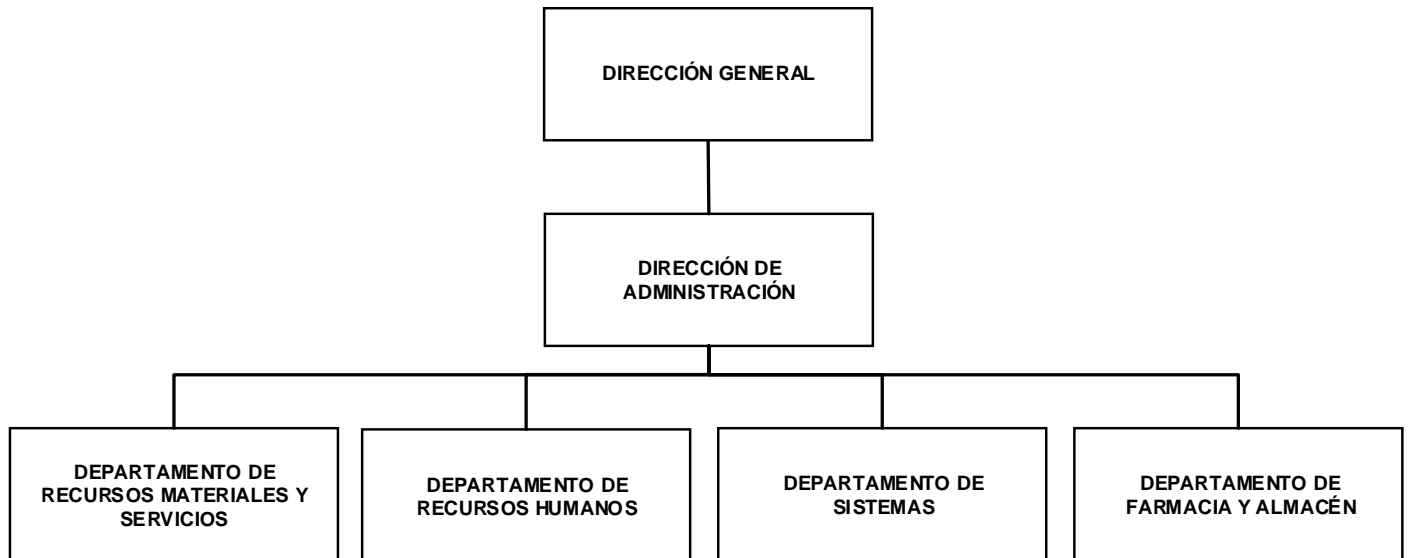 DIRECCIÓN GENERAL
DIRECCIÓN DE
ADMINISTRACIÓN
DEPARTAMENTO DE
RECURSOS MATERIALES Y
SERVICIOS
DEPARTAMENTO DE
RECURSOS HUMANOS
DEPARTAMENTO DE
SISTEMAS
DEPARTAMENTO DE
FARMACIA Y ALMACÉN